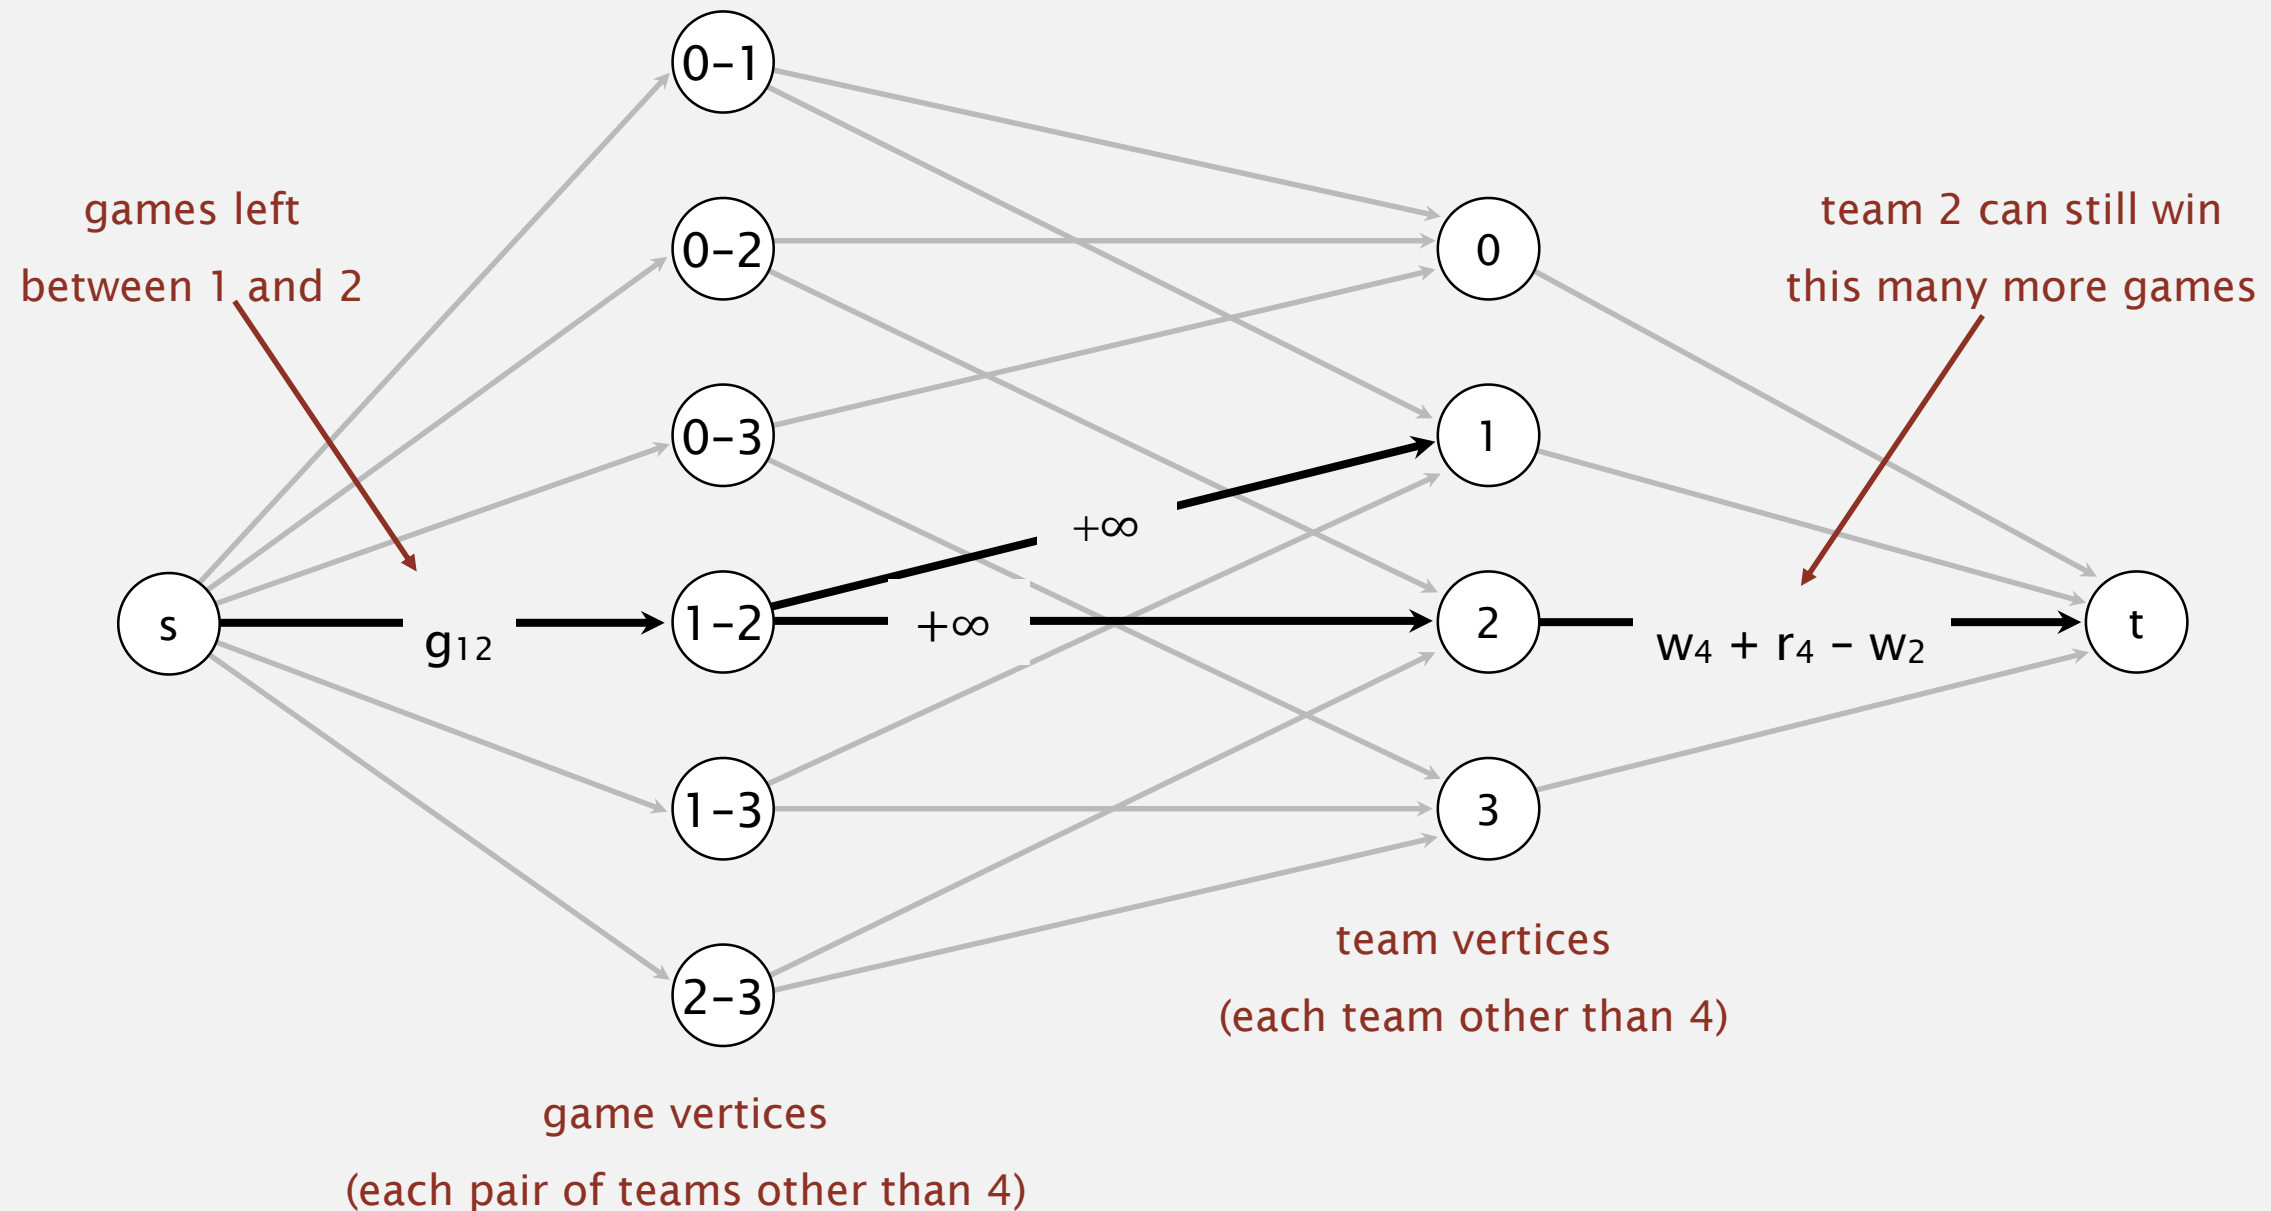 0–1
games left
between 1 and 2
0–2
0
team 2 can still win
this many more games
0–3
1
+∞
s
g12
1–2
+∞
2
w4 + r4 – w2
t
1–3
3
2–3
team vertices
(each team other than 4)
game vertices
(each pair of teams other than 4)